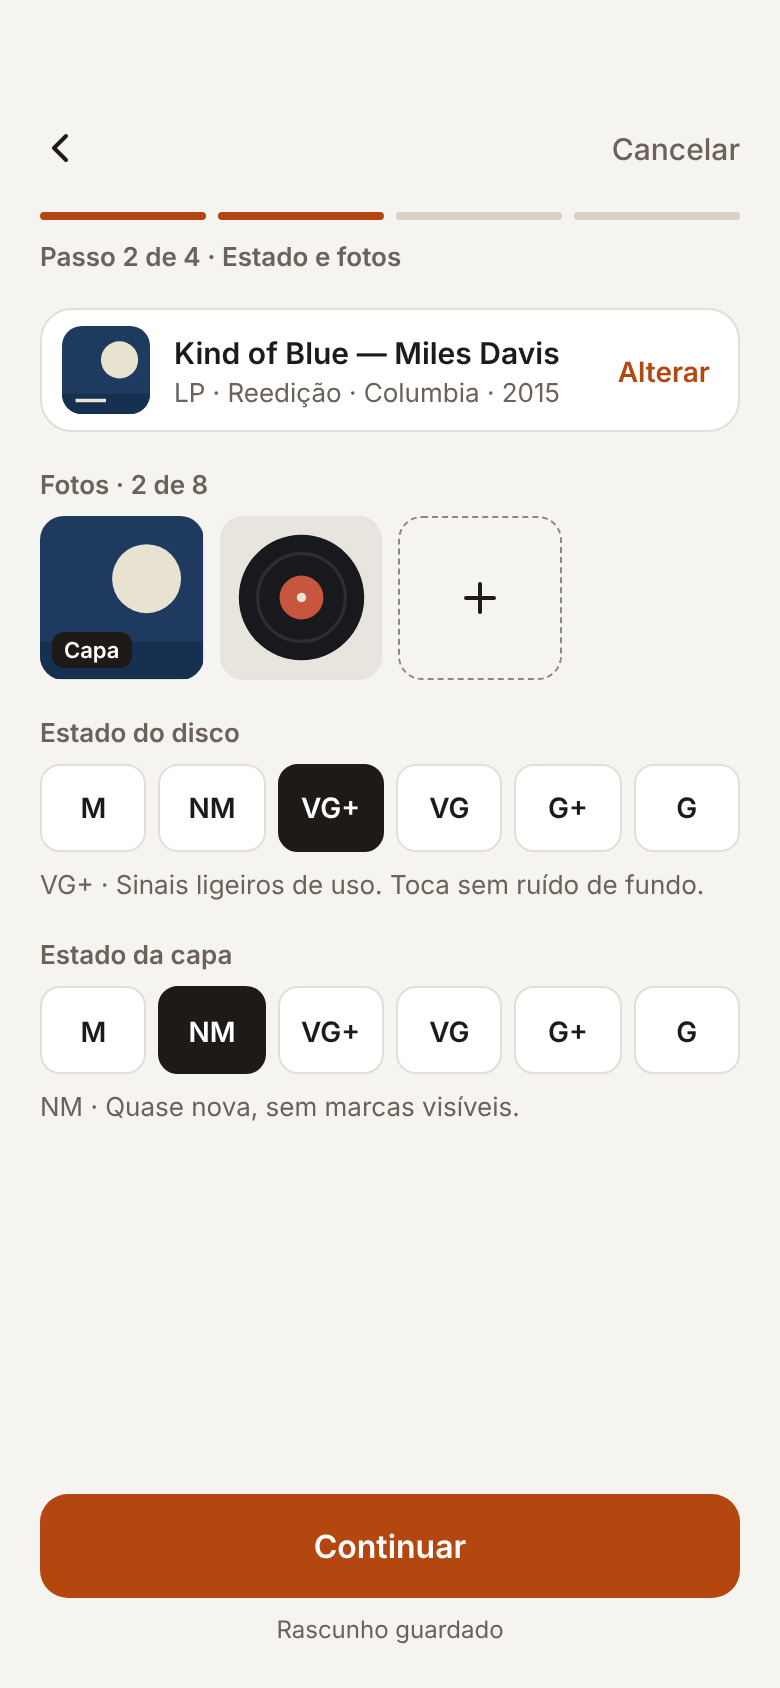 Cancelar
Passo 2 de 4 · Estado e fotos
Kind of Blue — Miles Davis
LP · Reedição · Columbia · 2015
Alterar
Fotos · 2 de 8
Capa
Estado do disco
M NM VG+ VG G+ G
VG+ · Sinais ligeiros de uso. Toca sem ruído de fundo.
Estado da capa
M NM VG+ VG G+ G
NM · Quase nova, sem marcas visíveis.
Continuar
Rascunho guardado